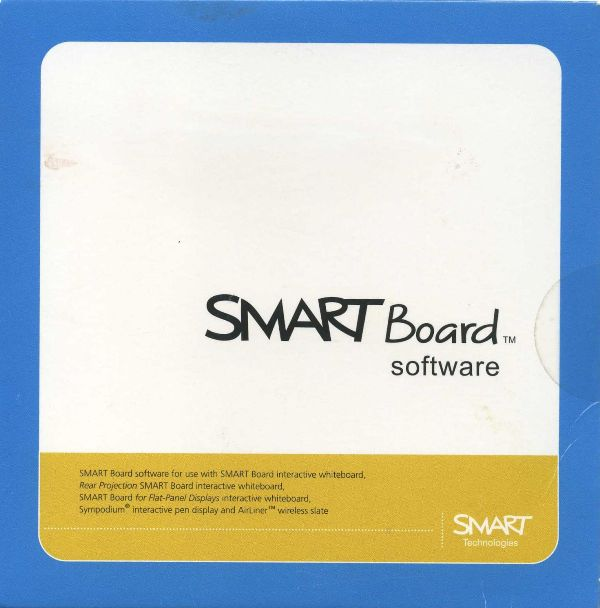 SMART Board™
software
SMART Board software for use with SMART Board interactive whiteboard,
Rear Projection SMART Board interactive whiteboard,
SMART Board for Flat-Panel Displays interactive whiteboard,
Sympodium® interactive pen display and AirLiner™ wireless slate
SMART
Technologies